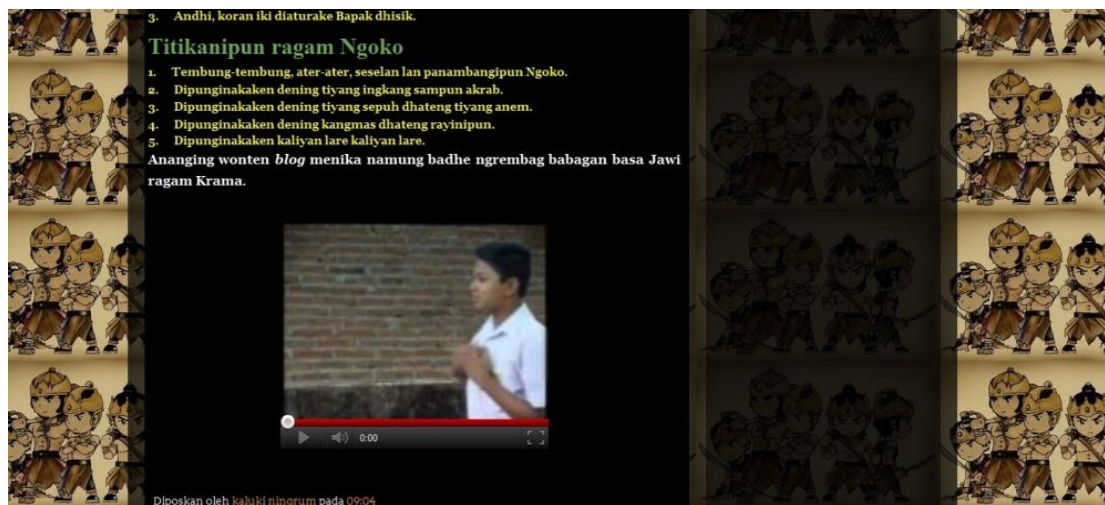 3. Andhi, koran iki diaturake Bapak dhisik.
Titikanipun ragam Ngoko
1. Tembung-tembung, ater-ater, seselan lan panambangipun Ngoko.
2. Dipunginakaken dening tiyang ingkang sampun akrab.
3. Dipunginakaken dening tiyang sepuh dhateng tiyang anem.
4. Dipunginakaken dening kangmas dhateng rayinipun.
5. Dipunginakaken kaliyan lare kaliyan lare.
Ananging wonten blog menika namung badhe ngrembag babagan basa Jawi
ragam Krama.
0:00
Diposkan oleh kaluki ningrum pada 09:04